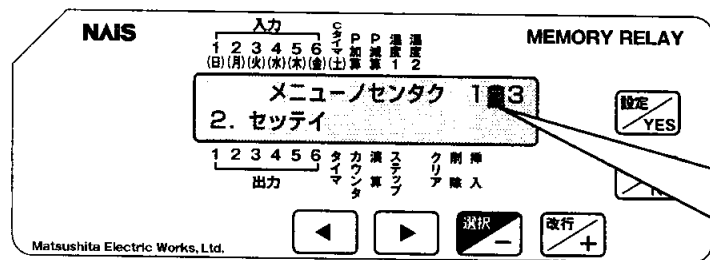 NAIS
MEMORY RELAY
入力
1 2 3 4 5 6 Cタイマ P加算 P減算 温度1 温度2
(日)(月)(火)(水)(木)(金)(土)
メニューノセンタク 1 3
2. セッテイ
設定 YES
1 2 3 4 5 6 タイマ カウンタ 演算 ステップ クリア 削除 挿入
出力
選択 −
改行 +
Matsushita Electric Works, Ltd.